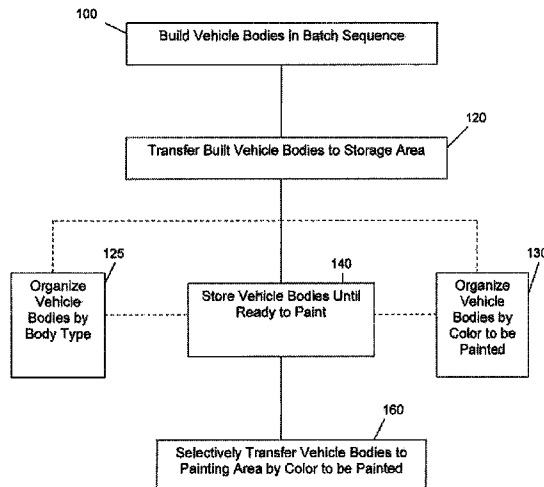 100
Build Vehicle Bodies in Batch Sequence
120
Transfer Built Vehicle Bodies to Storage Area
125
Organize
Vehicle
Bodies by
Body Type
140
Store Vehicle Bodies Until
Ready to Paint
130
Organize
Vehicle
Bodies by
Color to be
Painted
160
Selectively Transfer Vehicle Bodies to
Painting Area by Color to be Painted